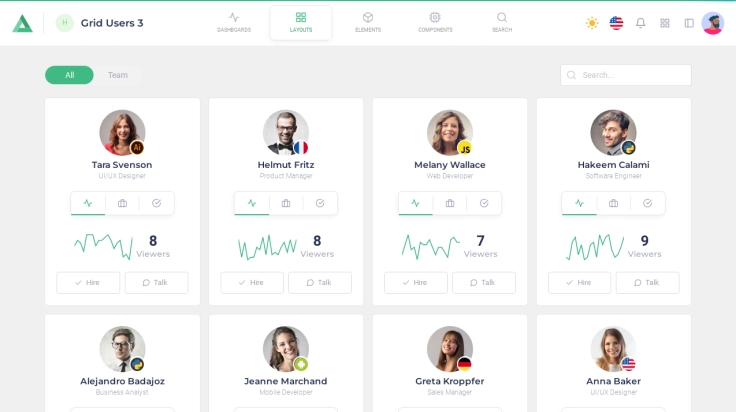 H Grid Users 3
DASHBOARDS LAYOUTS ELEMENTS COMPONENTS SEARCH
All Team Search...
Ai JS
Tara Svenson Helmut Fritz Melany Wallace Hakeem Calami
UI/UX Designer Product Manager Web Developer Software Engineer
8 8 7 9
Viewers Viewers Viewers Viewers
Hire Talk Hire Talk Hire Talk Hire Talk
Alejandro Badajoz Jeanne Marchand Greta Kroppfer Anna Baker
Business Analyst Mobile Developer Sales Manager UI/UX Designer